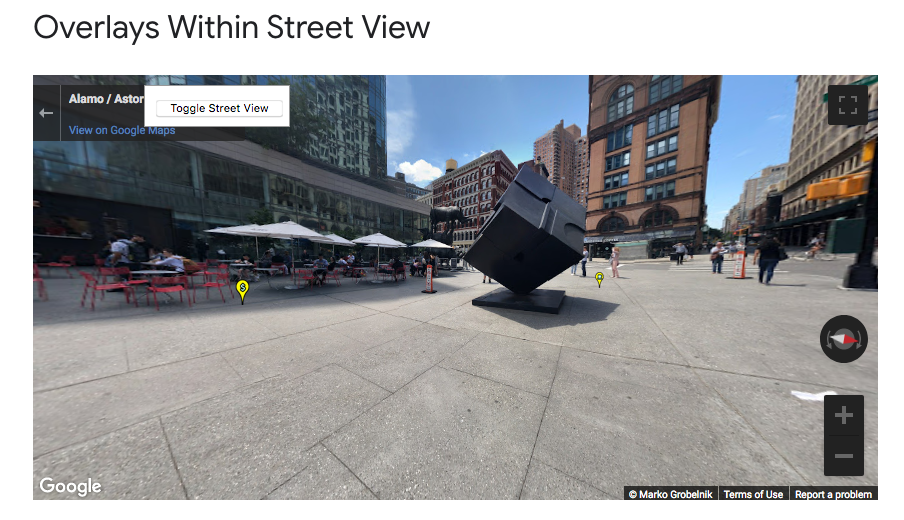 Overlays Within Street View
Alamo / Astor
Toggle Street View
View on Google Maps
$
Google
© Marko Grobelnik
Terms of Use
Report a problem